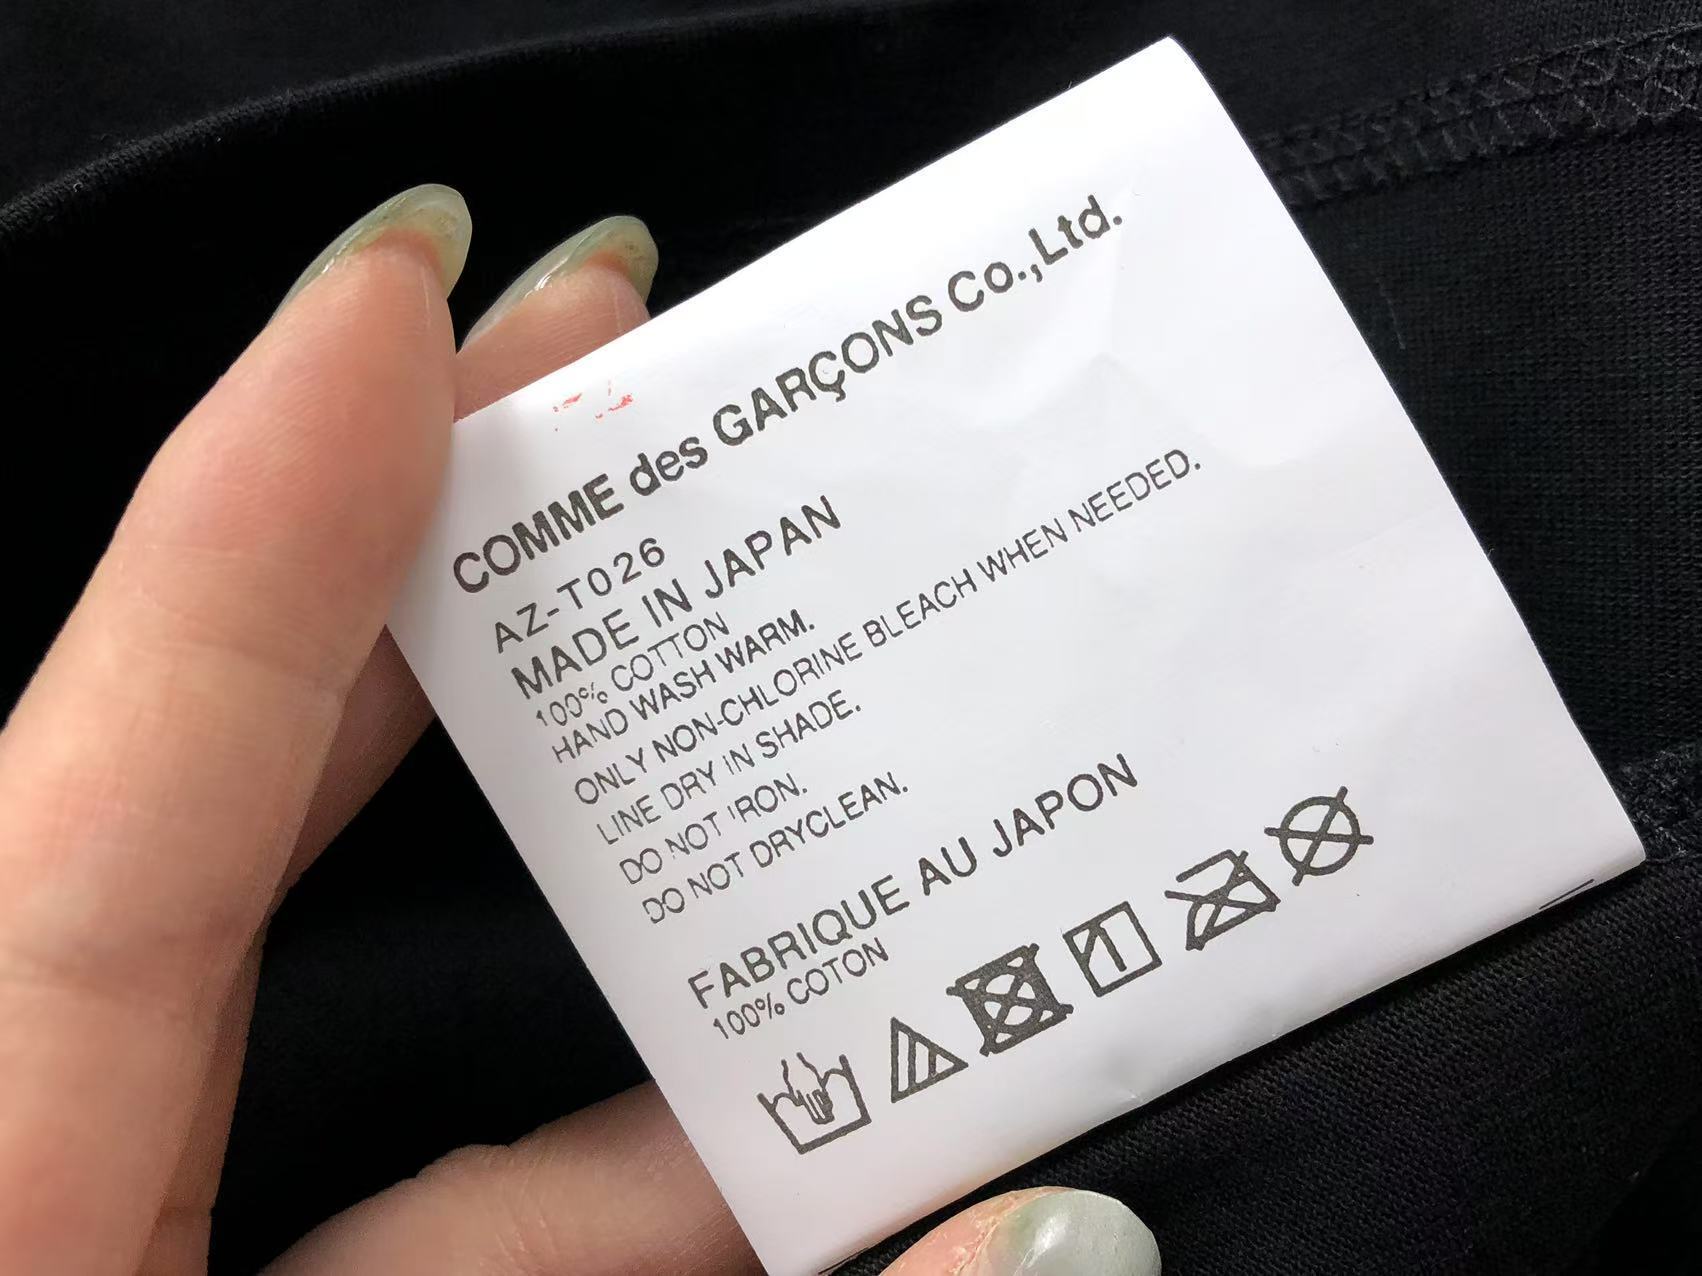 COMME des GARÇONS Co.,Ltd.
AZ-T026
MADE IN JAPAN
100% COTTON
HAND WASH WARM.
ONLY NON-CHLORINE BLEACH WHEN NEEDED.
LINE DRY IN SHADE.
DO NOT IRON.
DO NOT DRYCLEAN.
FABRIQUE AU JAPON
100% COTON